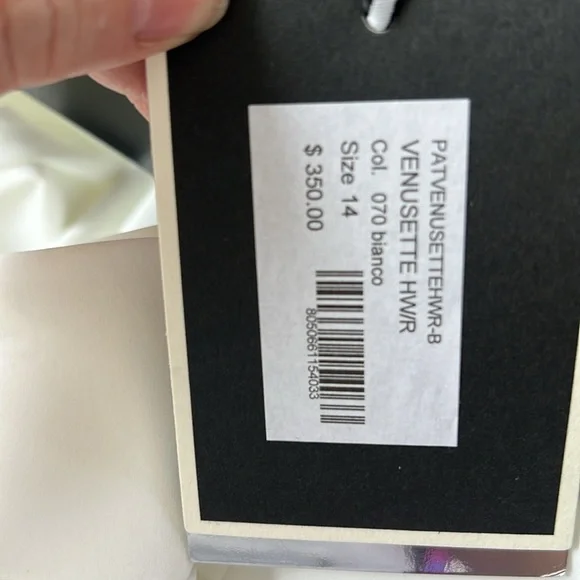 PATVENUSETTEHWR-B
VENUSETTE HWR
Col. 070 bianco
Size 14
$ 350.00
8050661154033